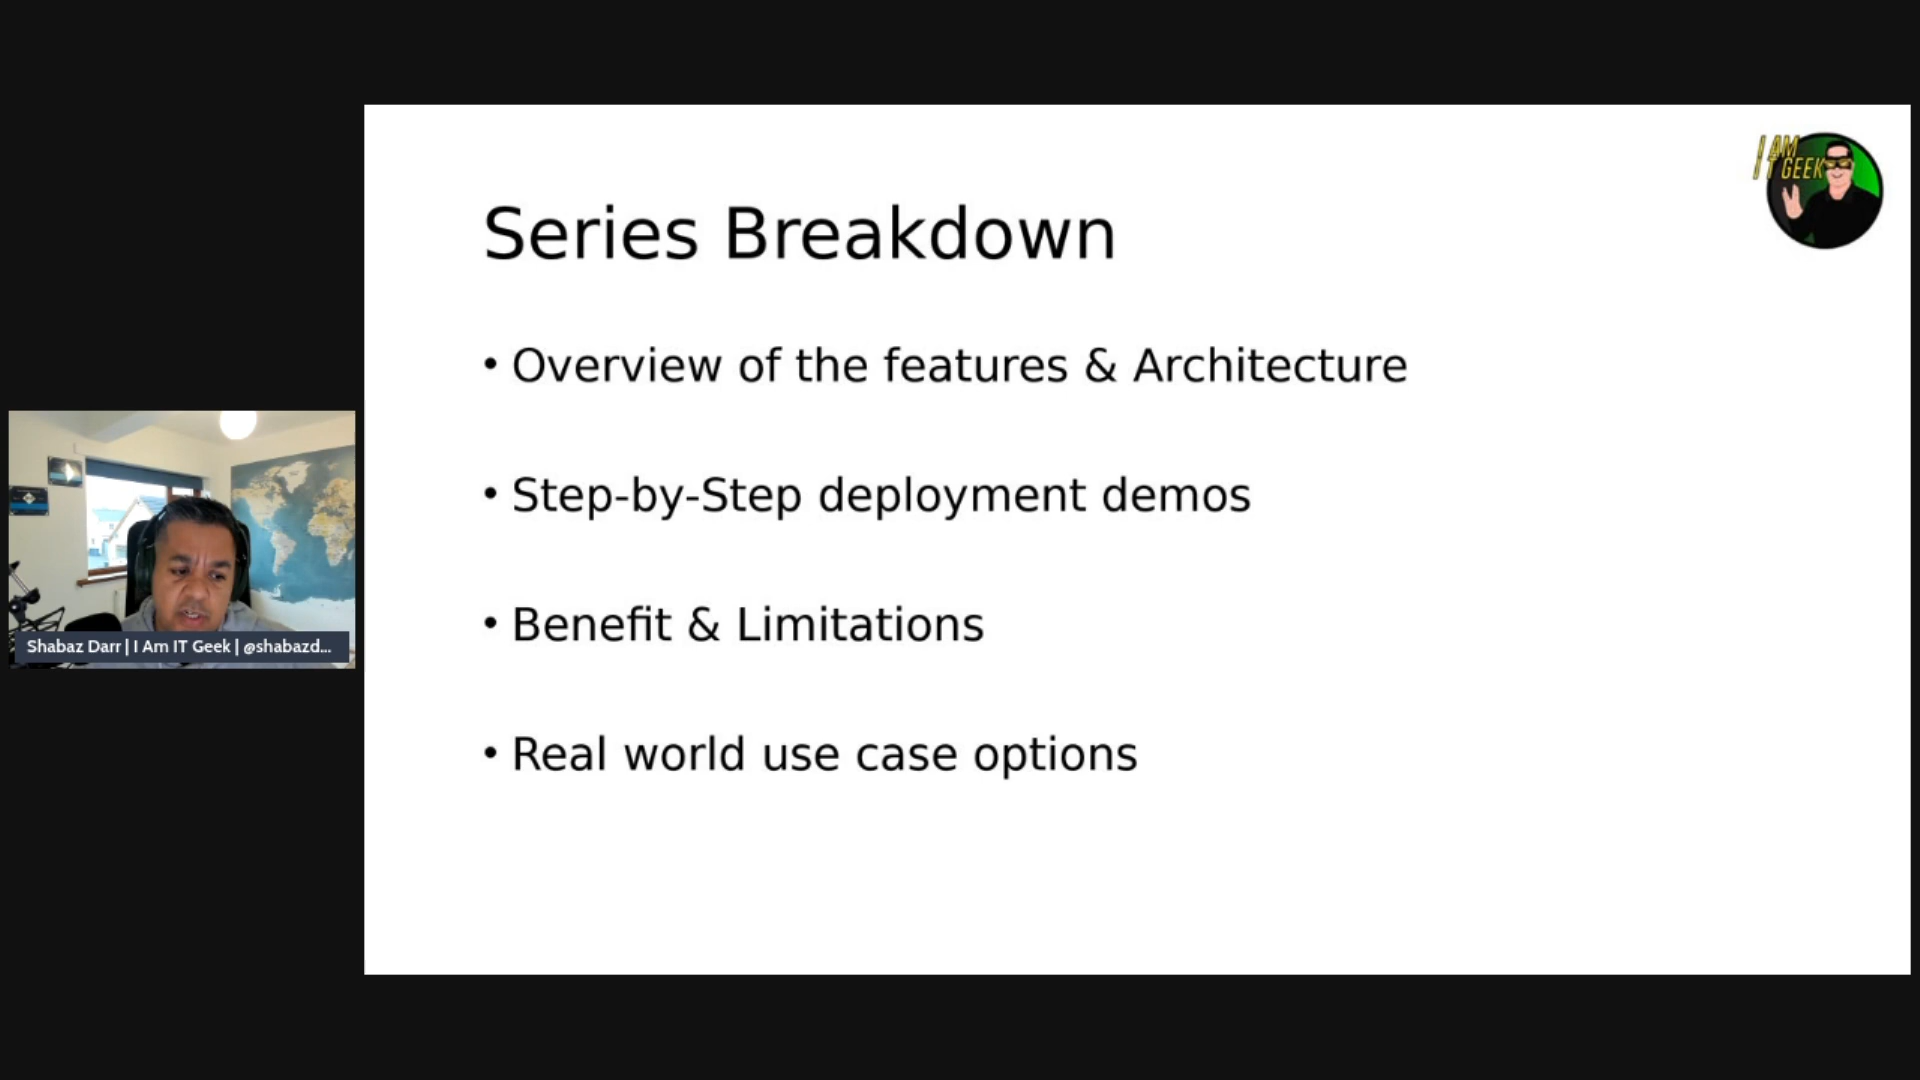 I AM
IT GEEK
Series Breakdown
• Overview of the features & Architecture
• Step-by-Step deployment demos
• Benefit & Limitations
• Real world use case options
Shabaz Darr | I Am IT Geek | @shabazd...